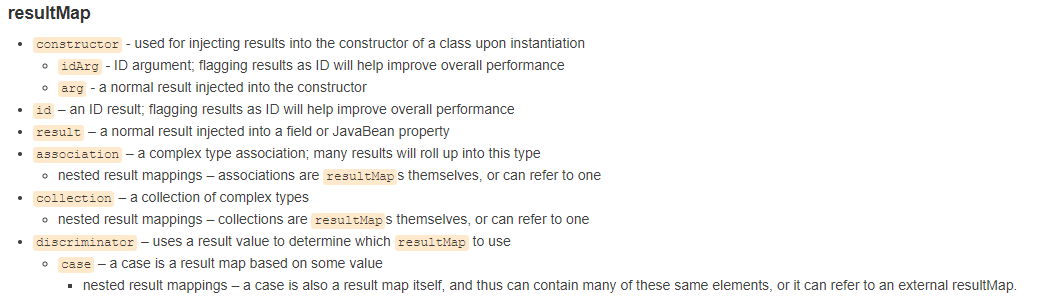 resultMap
• constructor - used for injecting results into the constructor of a class upon instantiation
◦ idArg - ID argument; flagging results as ID will help improve overall performance
◦ arg - a normal result injected into the constructor
• id – an ID result; flagging results as ID will help improve overall performance
• result – a normal result injected into a field or JavaBean property
• association – a complex type association; many results will roll up into this type
◦ nested result mappings – associations are resultMaps themselves, or can refer to one
• collection – a collection of complex types
◦ nested result mappings – collections are resultMaps themselves, or can refer to one
• discriminator – uses a result value to determine which resultMap to use
◦ case – a case is a result map based on some value
▪ nested result mappings – a case is also a result map itself, and thus can contain many of these same elements, or it can refer to an external resultMap.